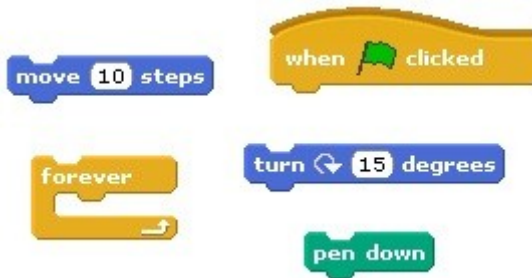 when clicked
move 10 steps
turn 15 degrees
forever
pen down